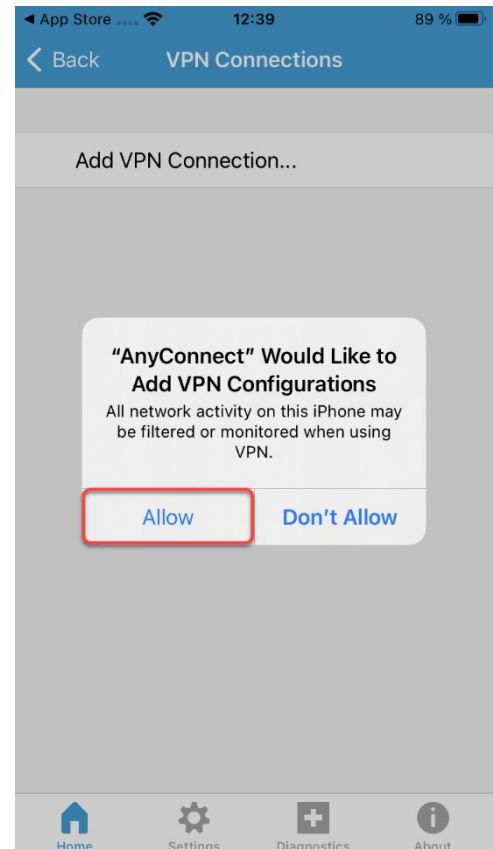 ◀ App Store .... 12:39 89 %
Back VPN Connections
Add VPN Connection...
“AnyConnect” Would Like to
Add VPN Configurations
All network activity on this iPhone may
be filtered or monitored when using
VPN.
Allow Don’t Allow
Home Settings Diagnostics About